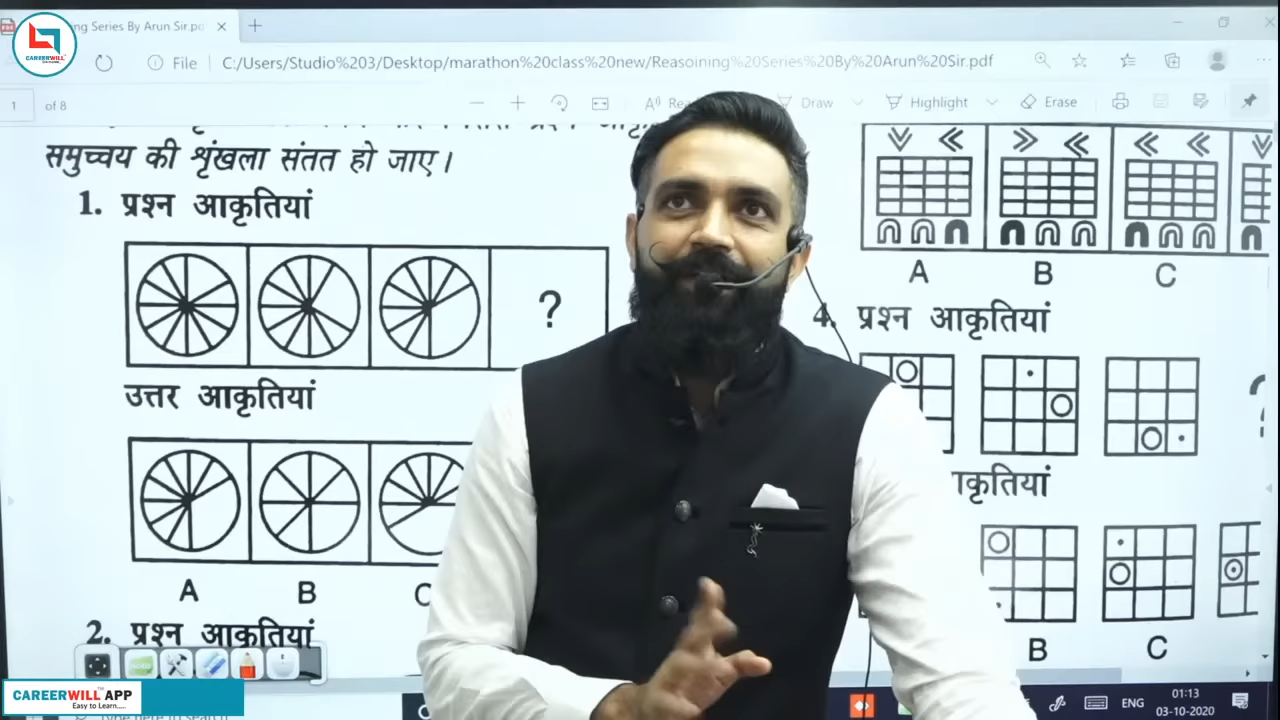 ing Series By Arun Sir.pd
CAREERWILL
File
C:/Users/Studio%203/Desktop/marathon%20class%20new/Reasoining%20Series%20By%20Arun%20Sir.pdf
1 of 8
Draw
Highlight
Erase
समुच्चय की शृंखला संतत हो जाए।
1. प्रश्न आकृतियां
?
उत्तर आकृतियां
A B C
2. प्रश्न आकृतियां
A B C
4. प्रश्न आकृतियां
कृतियां
B C
CAREERWILL APP
Easy to Learn.....
ENG
01:13
03-10-2020